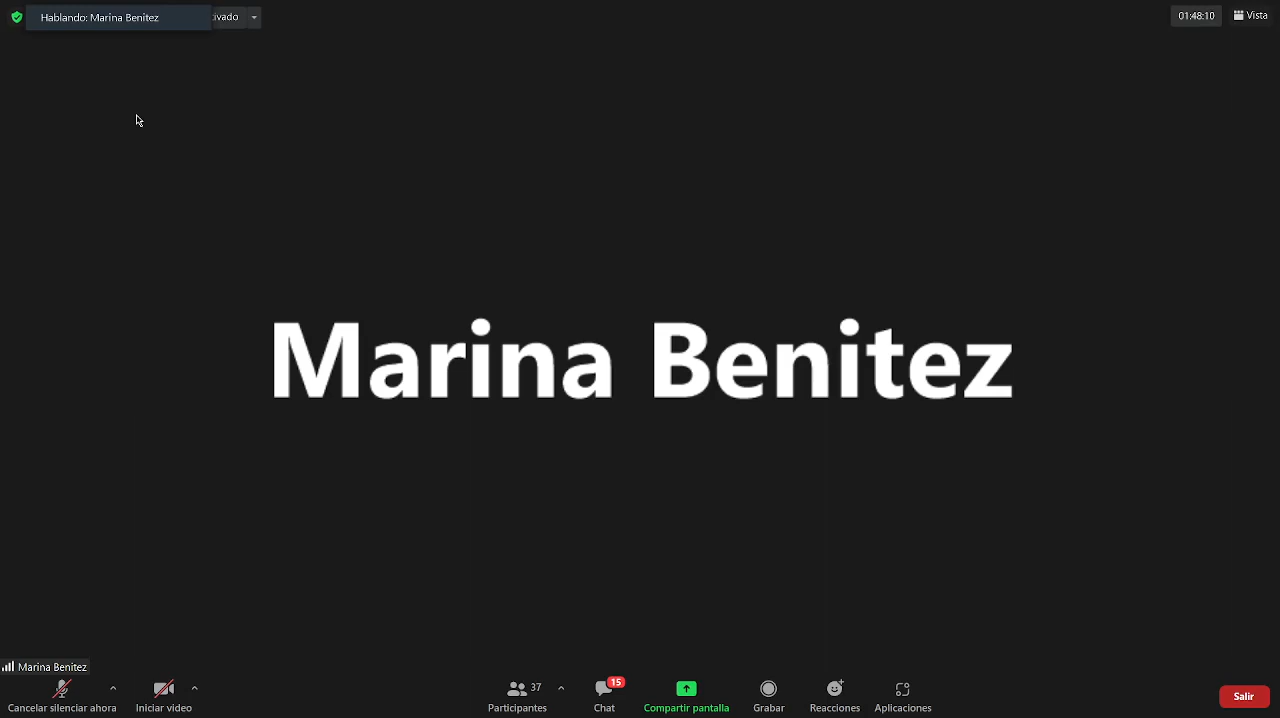 Hablando: Marina Benitez
ivado
01:48:10
Vista
Marina Benitez
Marina Benitez
Cancelar silenciar ahora
Iniciar video
37
Participantes
15
Chat
Compartir pantalla
Grabar
Reacciones
Aplicaciones
Salir